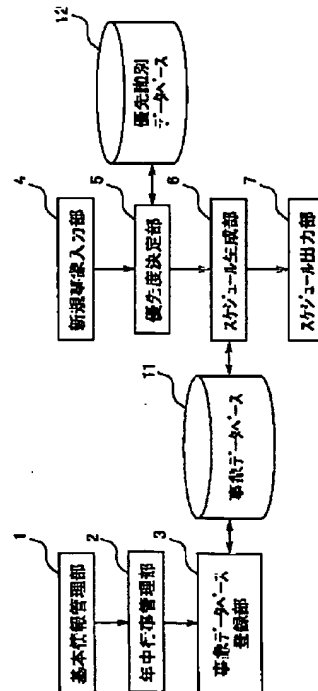 1
基本情報管理部
2
年中行事管理部
3
事象データベース
登録部
11
事象データベース
4
新規事象入力部
5
優先度決定部
6
スケジュール生成部
7
スケジュール出力部
12
優先識別
データベース